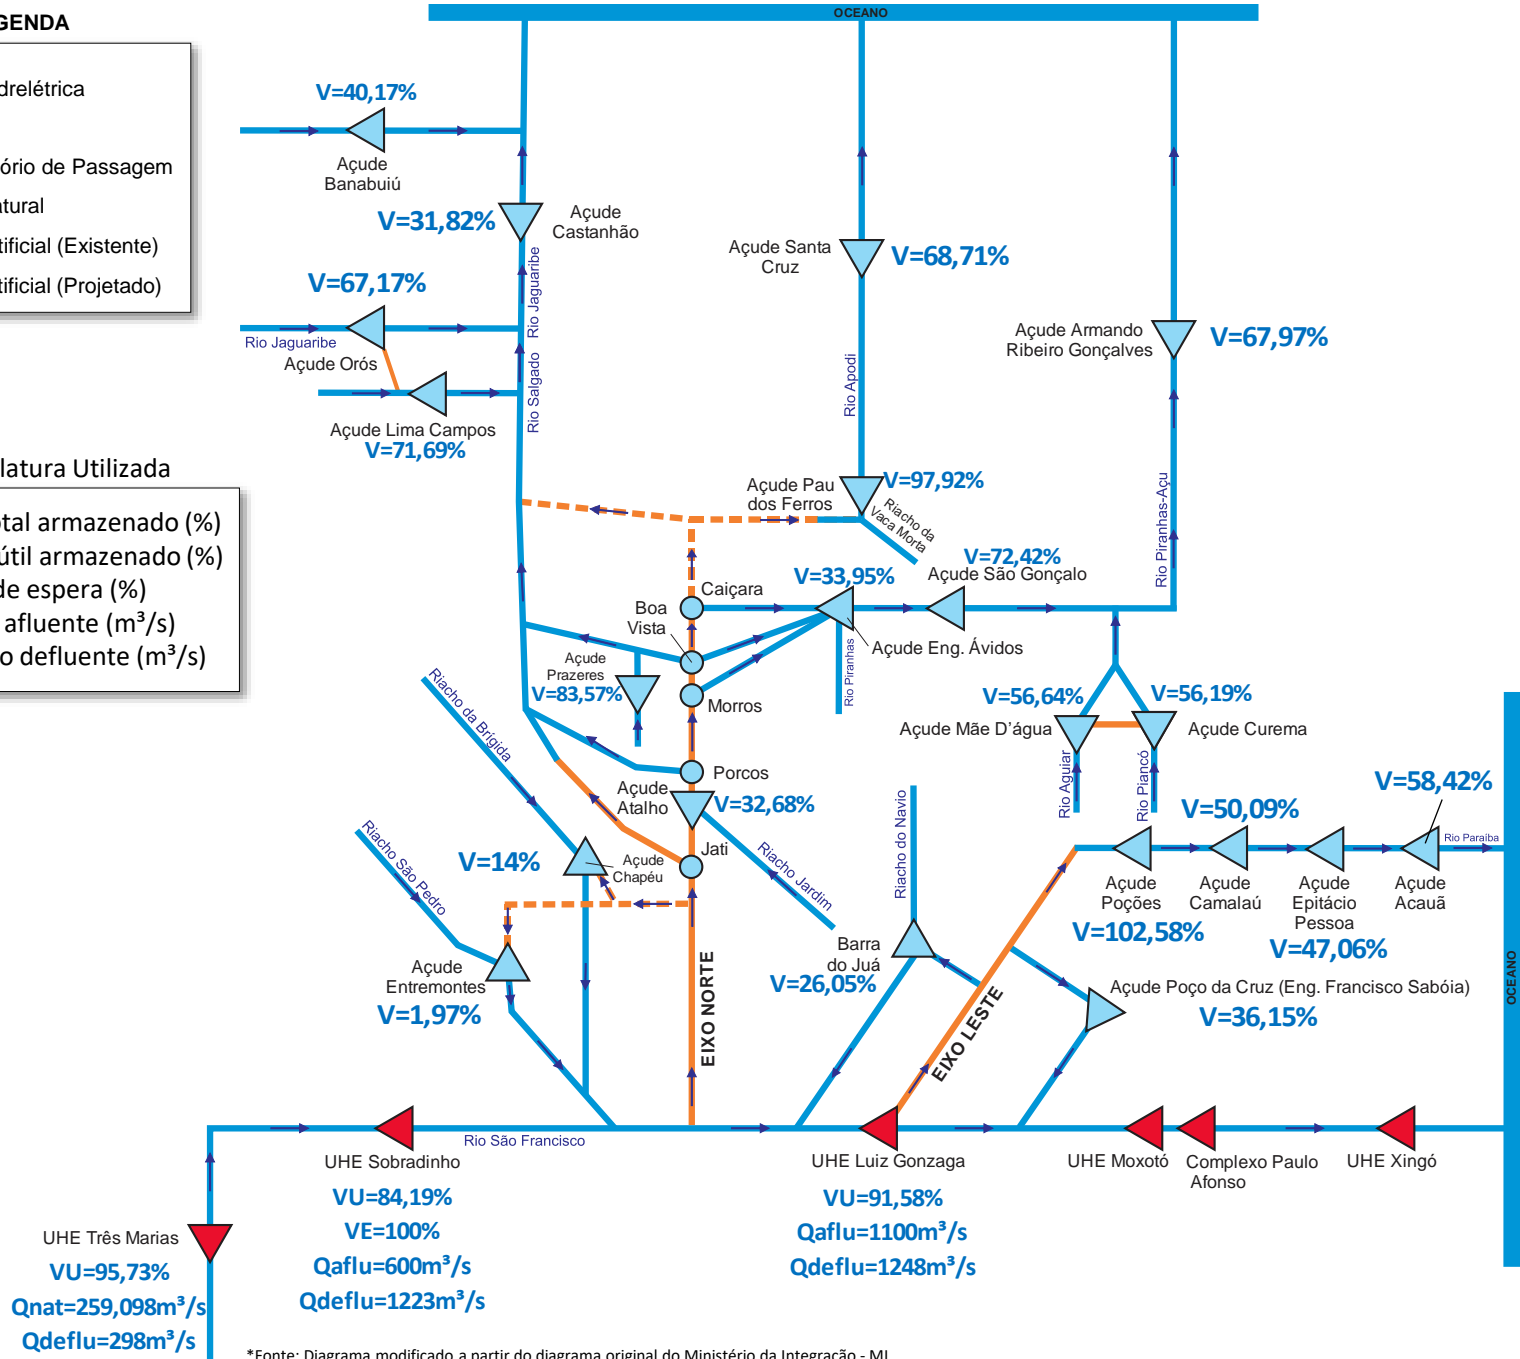 OCEANO
GENDA
drelétrica
ório de Passagem
atural
tificial (Existente)
tificial (Projetado)
V=40,17%
Açude
Banabuiú
V=31,82%
Açude
Castanhão
Rio Jaguaribe
V=67,17%
Rio Jaguaribe
Açude Orós
Rio Salgado
Açude Lima Campos
V=71,69%
Açude Santa
Cruz
V=68,71%
Rio Apodi
Açude Armando
Ribeiro Gonçalves
V=67,97%
Rio Piranhas-Açu
latura Utilizada
otal armazenado (%)
útil armazenado (%)
de espera (%)
afluente (m³/s)
o defluente (m³/s)
Açude Pau
dos Ferros
V=97,92%
Riacho da
Vaca Morta
V=72,42%
Açude São Gonçalo
V=33,95%
Açude Eng. Ávidos
Rio Piranhas
Caiçara
Boa
Vista
Morros
Açude
Prazeres
V=83,57%
Porcos
Açude
Atalho
V=32,68%
Jati
Riacho Jardim
Riacho da Brígida
Riacho São Pedro
V=14%
Açude
Chapéu
Açude
Entremontes
V=1,97%
EIXO NORTE
V=56,64%
V=56,19%
Açude Mãe D'água
Açude Curema
Rio Aguiar
Rio Piancó
V=58,42%
V=50,09%
Rio Paraíba
Açude
Poções
V=102,58%
Açude
Camalaú
Açude
Epitácio
Pessoa
V=47,06%
Açude
Acauã
Riacho do Navio
Barra
do Juá
V=26,05%
EIXO LESTE
Açude Poço da Cruz (Eng. Francisco Sabóia)
V=36,15%
OCEANO
Rio São Francisco
UHE Sobradinho
VU=84,19%
VE=100%
Qaflu=600m³/s
Qdeflu=1223m³/s
UHE Luiz Gonzaga
VU=91,58%
Qaflu=1100m³/s
Qdeflu=1248m³/s
UHE Moxotó
Complexo Paulo
Afonso
UHE Xingó
UHE Três Marias
VU=95,73%
Qnat=259,098m³/s
Qdeflu=298m³/s
*Fonte: Diagrama modificado a partir do diagrama original do Ministério da Integração - MI